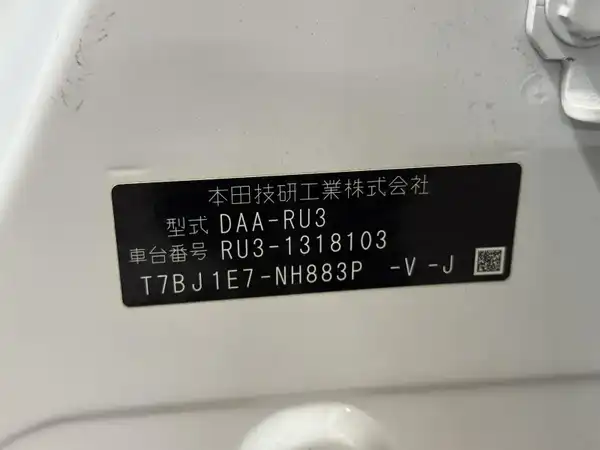 本田技研工業株式会社
型式 DAA-RU3
車台番号 RU3-1318103
T7BJ1E7-NH883P -V -J